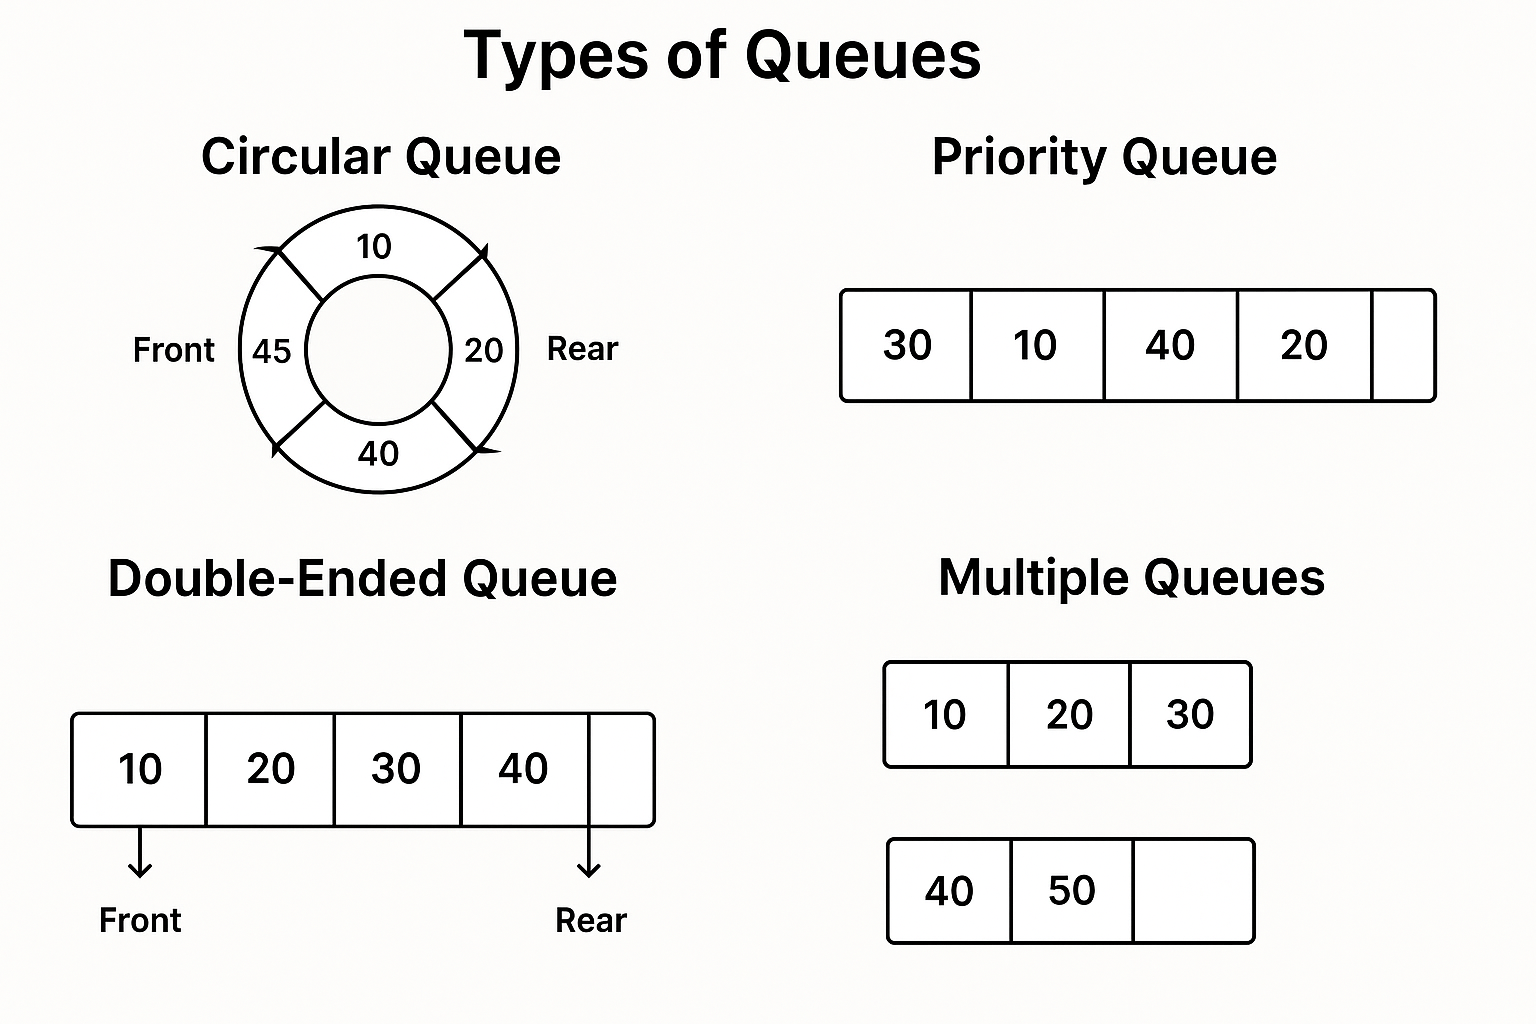 Types of Queues
Circular Queue
10
Front 45 20 Rear
40
Priority Queue
30 10 40 20
Double-Ended Queue
10 20 30 40
Front Rear
Multiple Queues
10 20 30
40 50